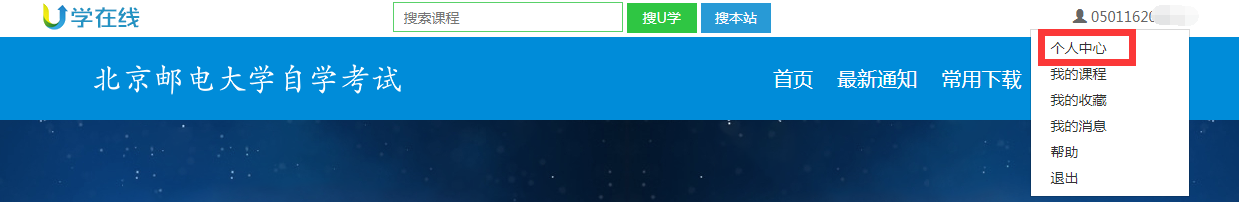 学在线
搜索课程
搜U学
搜本站
05011620
北京邮电大学自学考试
首页
最新通知
常用下载
个人中心
我的课程
我的收藏
我的消息
帮助
退出